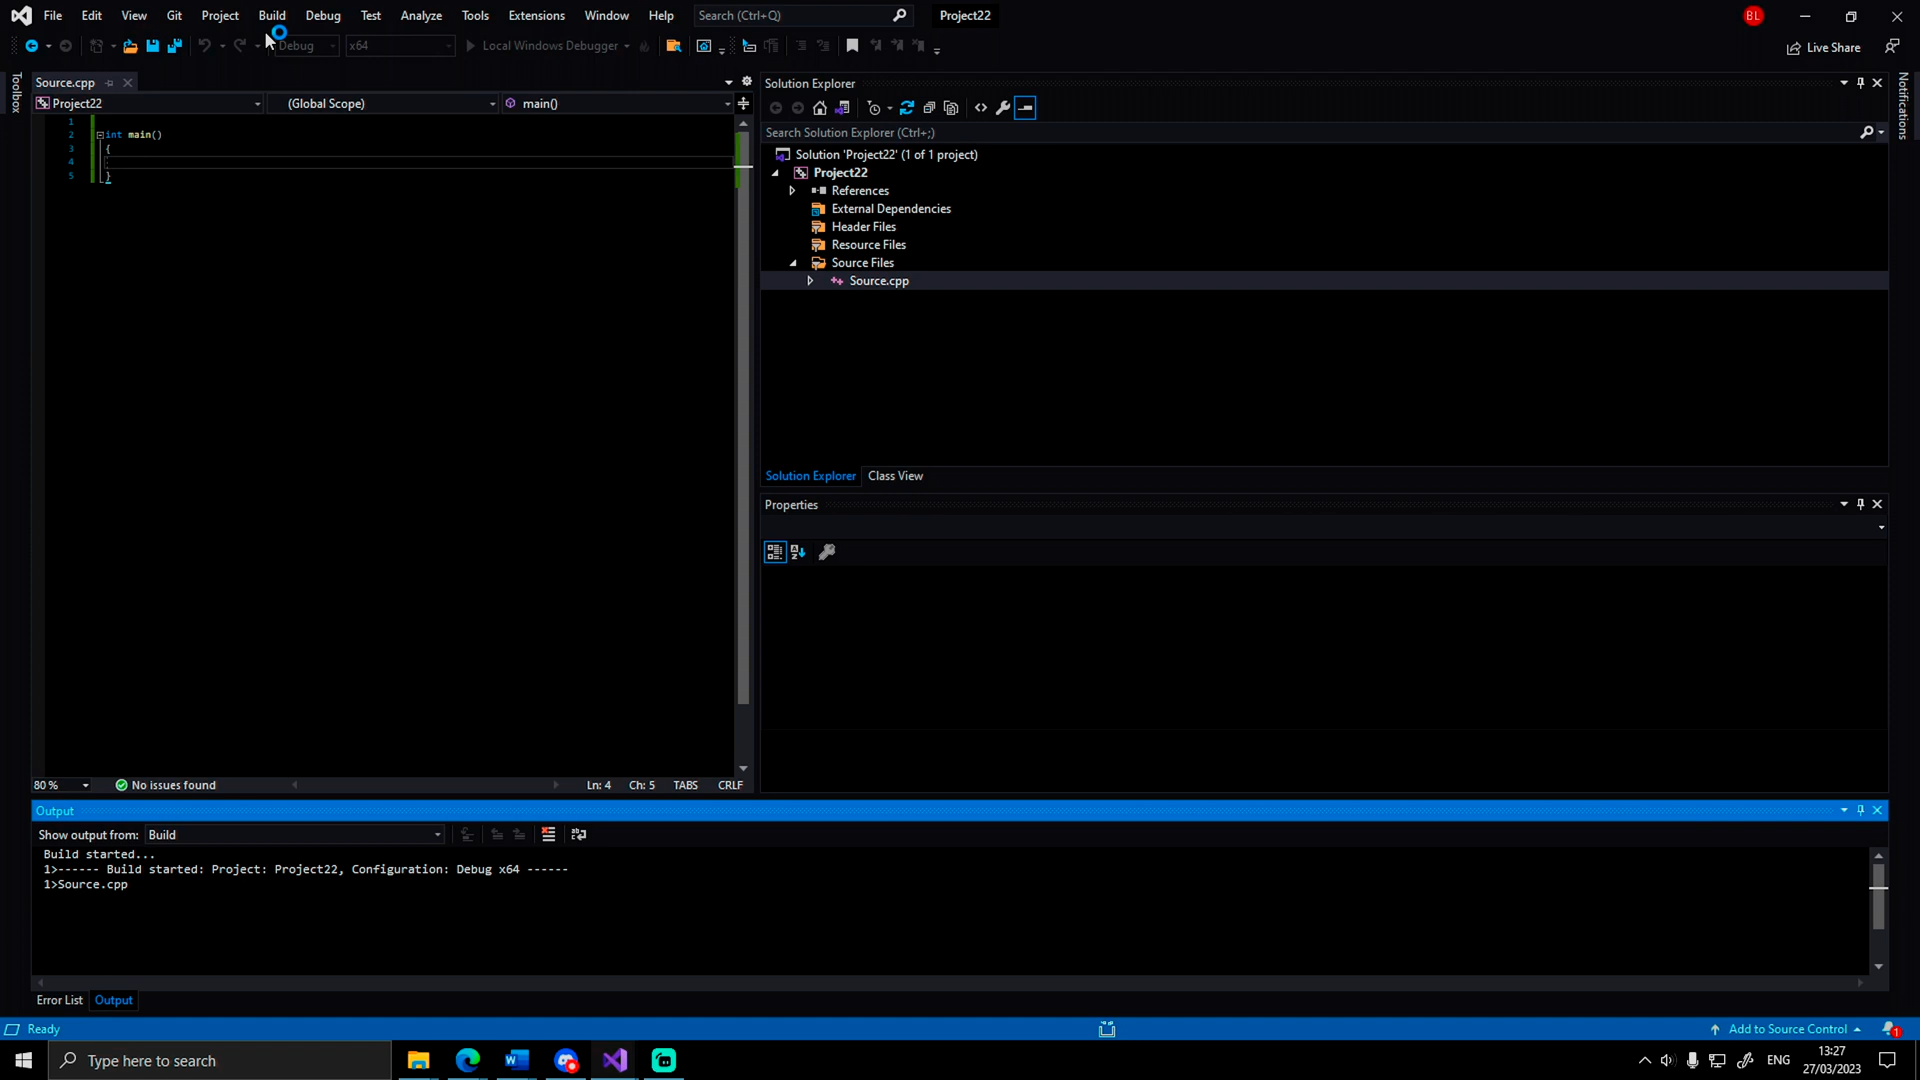 File Edit View Git Project Build Debug Test Analyze Tools Extensions Window Help Search (Ctrl+Q) Project22 BL
Debug x64 Local Windows Debugger Live Share
Toolbox
Source.cpp
Project22 (Global Scope) main()
1
2 int main()
3 {
4
5 }
80 % No issues found Ln: 4 Ch: 5 TABS CRLF
Solution Explorer
Search Solution Explorer (Ctrl+;)
Solution 'Project22' (1 of 1 project)
Project22
References
External Dependencies
Header Files
Resource Files
Source Files
Source.cpp
Solution Explorer Class View
Properties
Notifications
Output
Show output from: Build
Build started...
1>------ Build started: Project: Project22, Configuration: Debug x64 ------
1>Source.cpp
Error List Output
Ready Add to Source Control 1
Type here to search ENG 13:27
27/03/2023